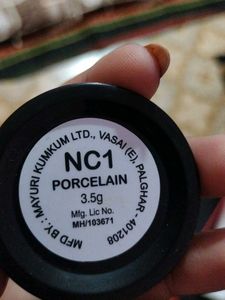 MFD BY.: MAYURI KUMKUM LTD., VASAI (E), PALGHAR - 401208
NC1
PORCELAIN
3.5g
Mfg. Lic No.
MH/103671